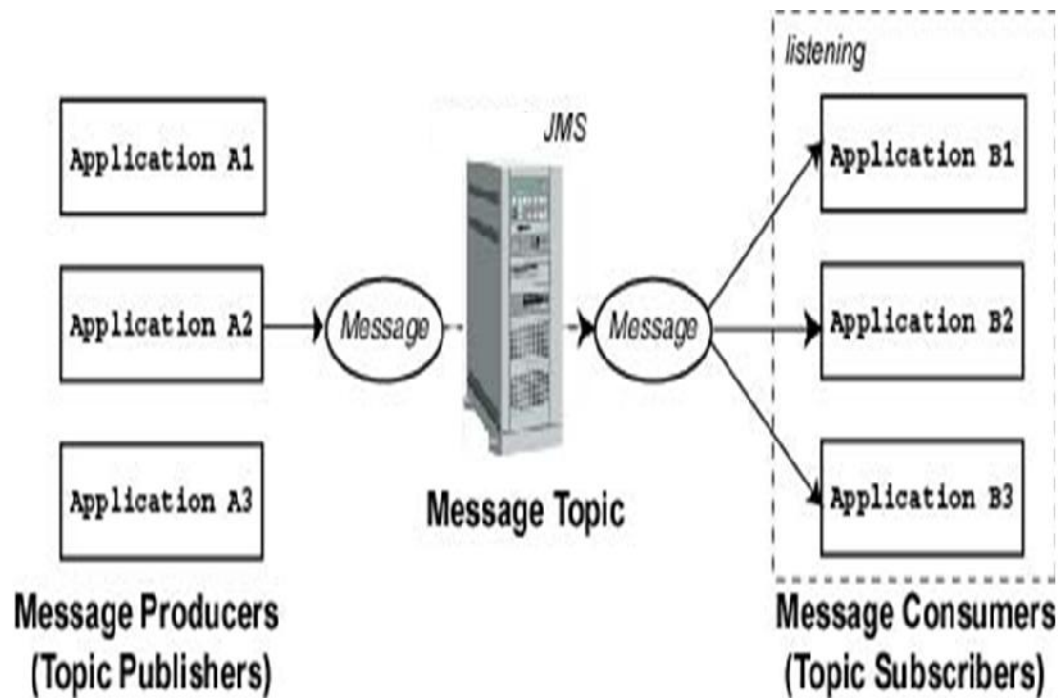 listening
JMS
Application A1
Application B1
Application A2
Message
Message
Application B2
Application A3
Application B3
Message Topic
Message Producers
(Topic Publishers)
Message Consumers
(Topic Subscribers)